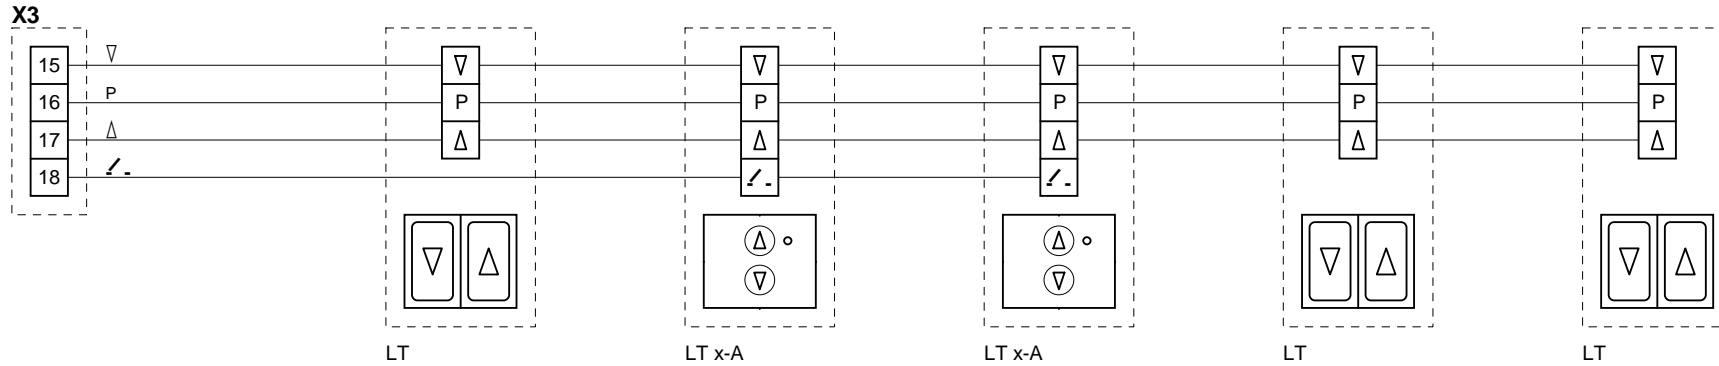 X3
15
16 P P P P P P
17
18
LT LT x-A LT x-A LT LT